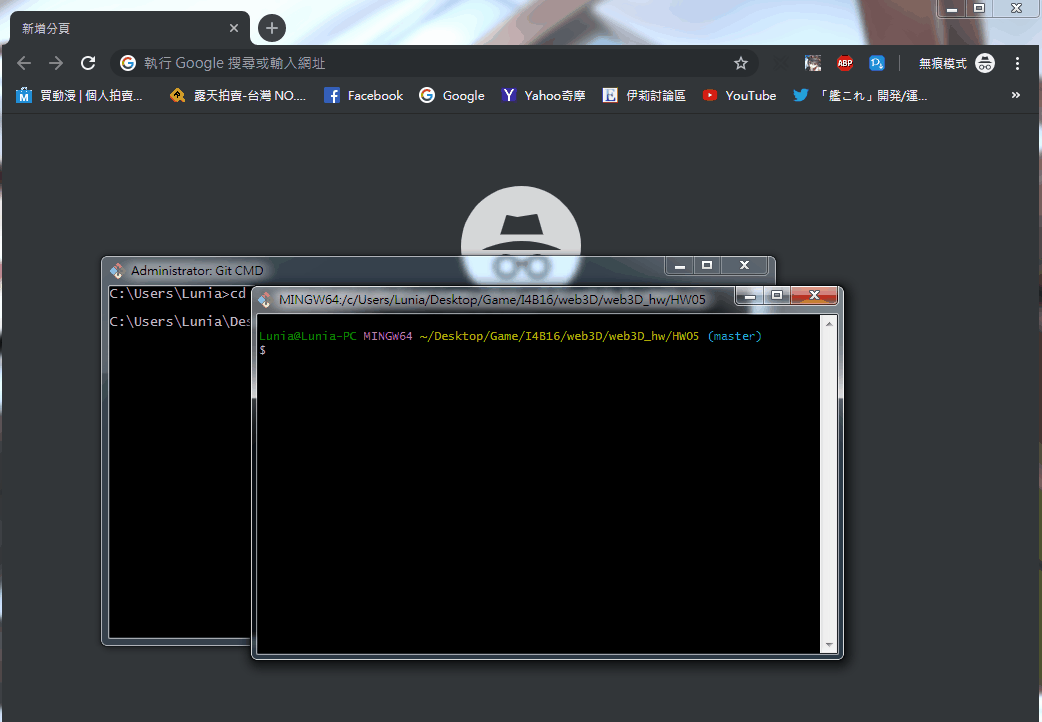 新增分頁
執行 Google 搜尋或輸入網址
ABP
無痕模式
買動漫 | 個人拍賣...
露天拍賣-台灣 NO....
Facebook
Google
Yahoo奇摩
伊莉討論區
YouTube
「艦これ」開発/運...
Administrator: Git CMD
C:\Users\Lunia>cd
C:\Users\Lunia\Des
MINGW64:/c/Users/Lunia/Desktop/Game/I4B16/web3D/web3D_hw/HW05
Lunia@Lunia-PC MINGW64 ~/Desktop/Game/I4B16/web3D/web3D_hw/HW05 (master)
$